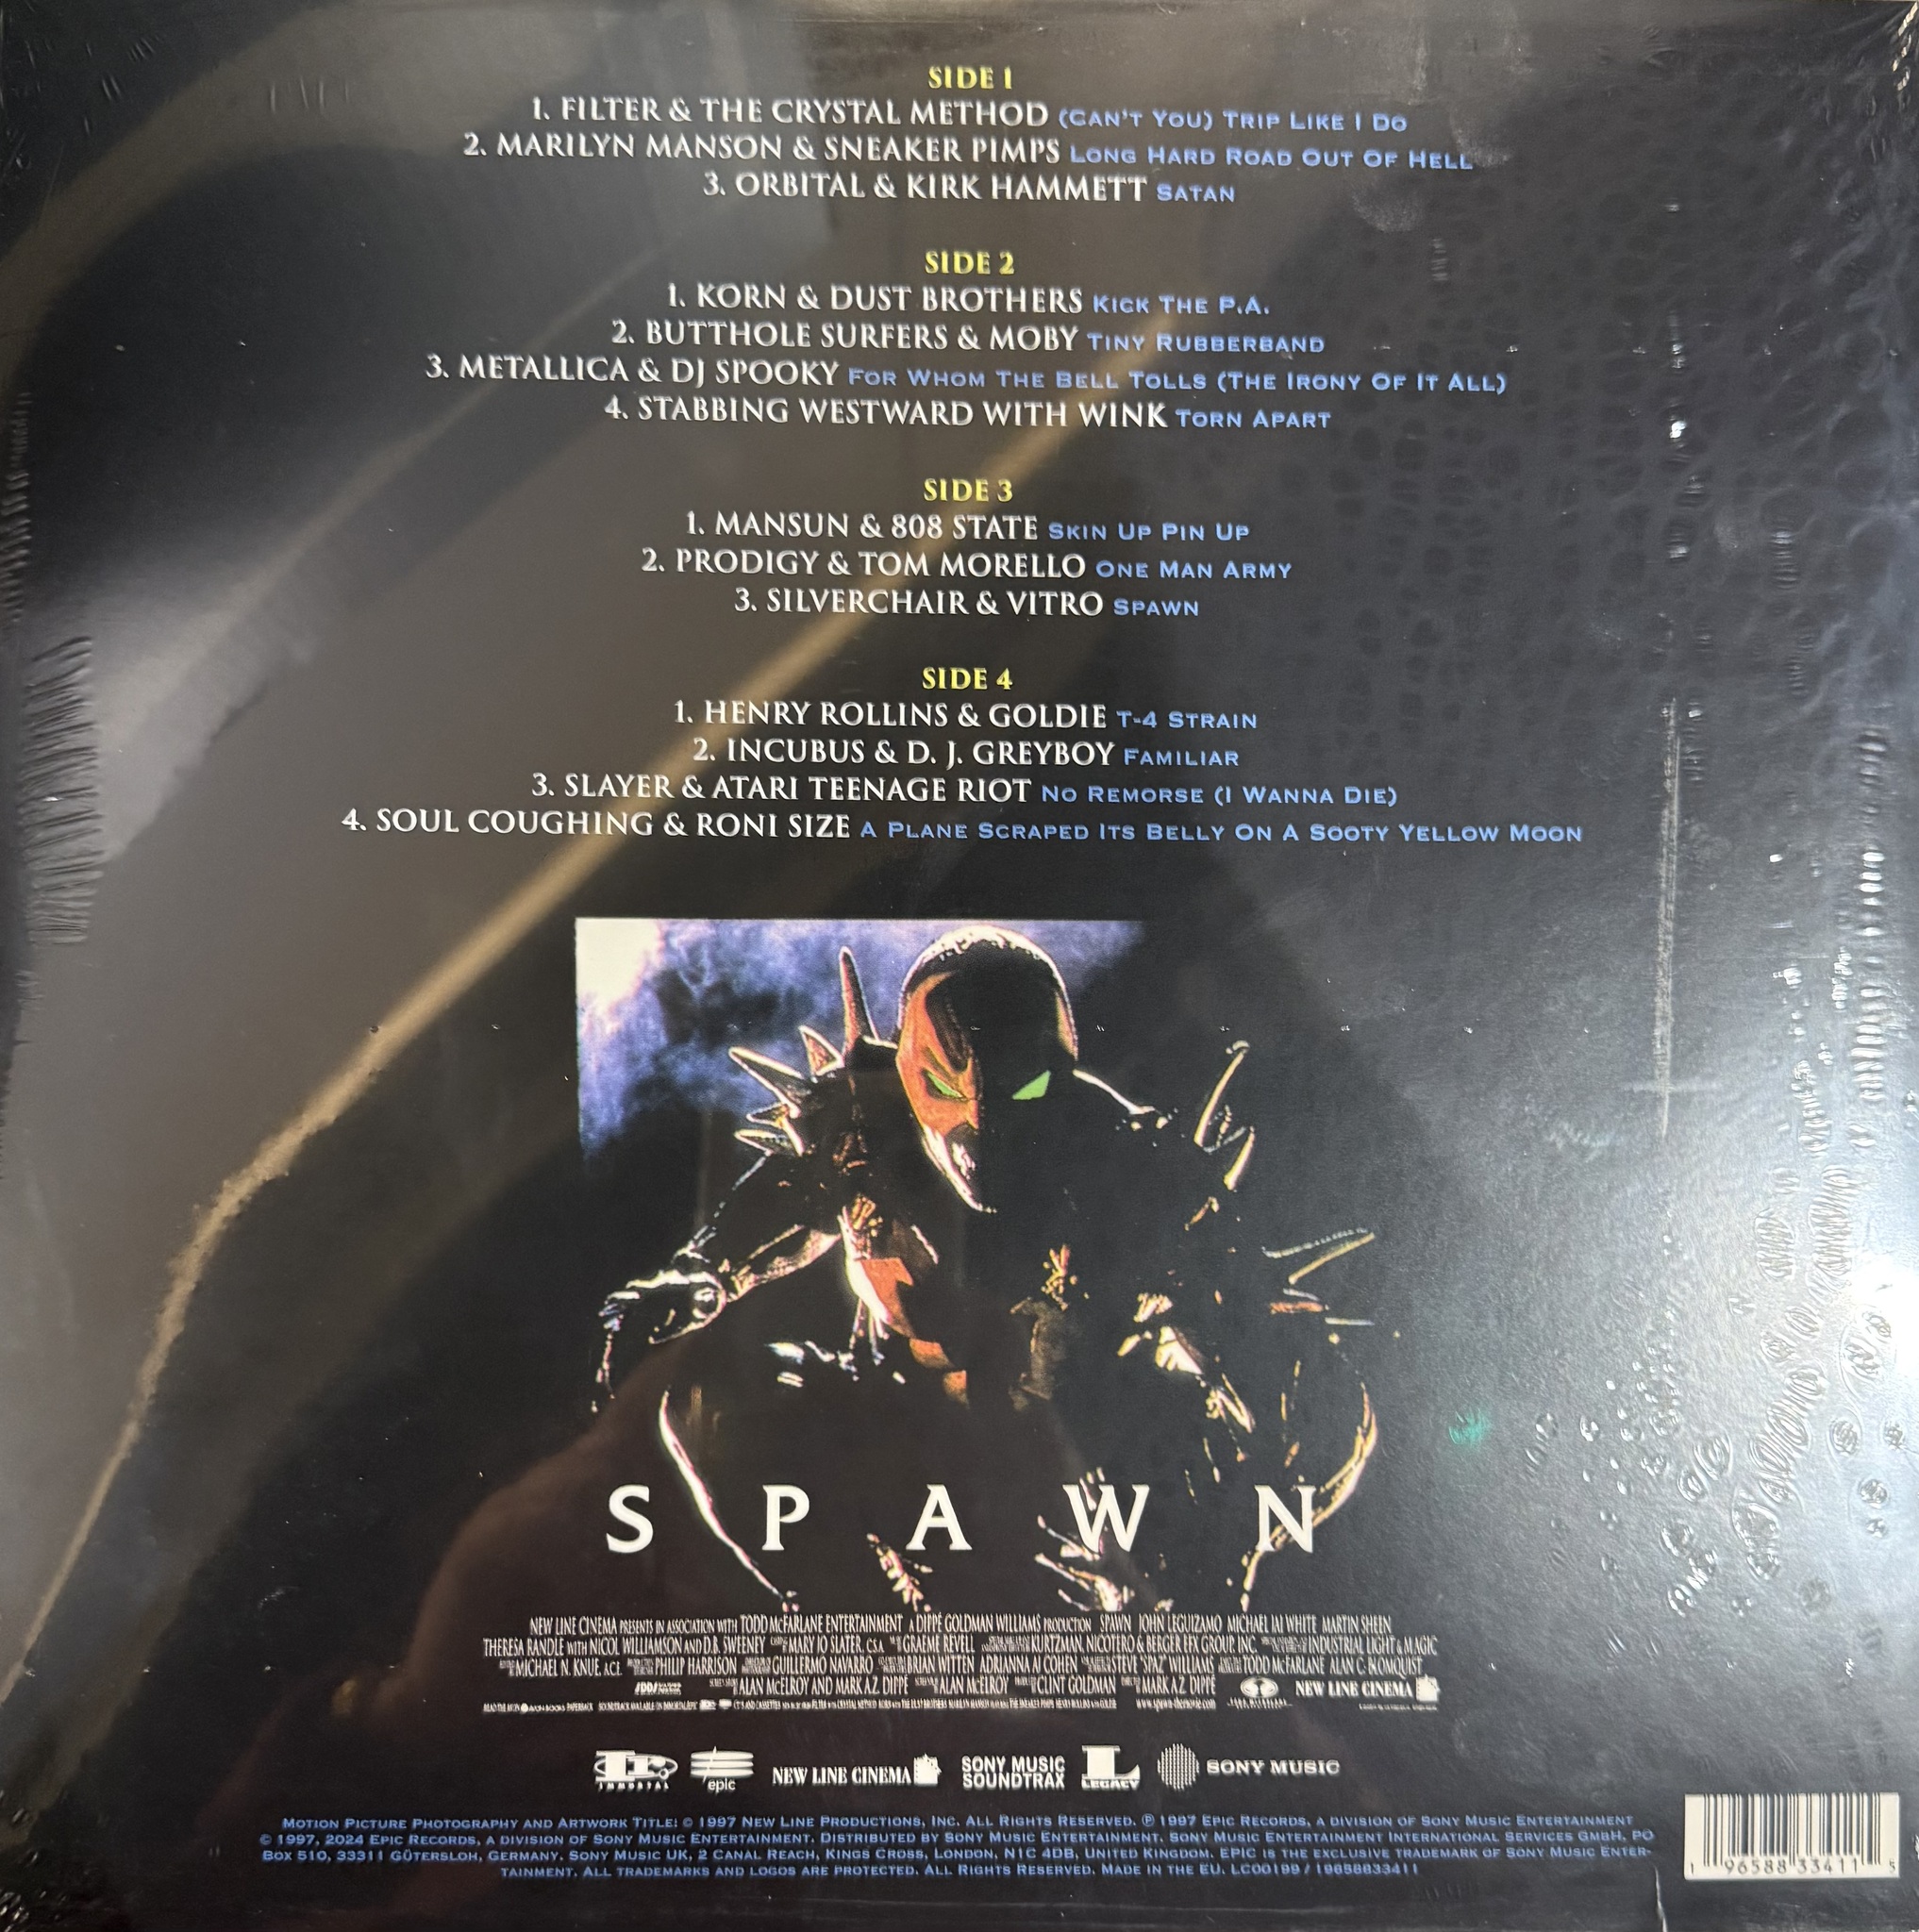 SIDE 1
1. FILTER & THE CRYSTAL METHOD (CAN'T YOU) TRIP LIKE I DO
2. MARILYN MANSON & SNEAKER PIMPS LONG HARD ROAD OUT OF HELL
3. ORBITAL & KIRK HAMMETT SATAN
SIDE 2
1. KORN & DUST BROTHERS KICK THE P.A.
2. BUTTHOLE SURFERS & MOBY TINY RUBBERBAND
3. METALLICA & DJ SPOOKY FOR WHOM THE BELL TOLLS (THE IRONY OF IT ALL)
4. STABBING WESTWARD WITH WINK TORN APART
SIDE 3
1. MANSUN & 808 STATE SKIN UP PIN UP
2. PRODIGY & TOM MORELLO ONE MAN ARMY
3. SILVERCHAIR & VITRO SPAWN
SIDE 4
1. HENRY ROLLINS & GOLDIE T-4 STRAIN
2. INCUBUS & D. J. GREYBOY FAMILIAR
3. SLAYER & ATARI TEENAGE RIOT NO REMORSE (I WANNA DIE)
4. SOUL COUGHING & RONI SIZE A PLANE SCRAPED ITS BELLY ON A SOOTY YELLOW MOON
SPAWN
NEW LINE CINEMA PRESENTS IN ASSOCIATION WITH TODD McFARLANE ENTERTAINMENT A DIPPÉ GOLDMAN WILLIAMS PRODUCTION SPAWN JOHN LEGUIZAMO MICHAEL JAI WHITE MARTIN SHEEN
THERESA RANDLE WITH NICOL WILLIAMSON AND D.B. SWEENEY MARY JO SLATER, C.S.A. GRAEME REVELL KURTZMAN, NICOTERO & BERGER EFX GROUP, INC. INDUSTRIAL LIGHT & MAGIC
MICHAEL N. KNUE, A.C.E. PHILIP HARRISON GUILLERMO NAVARRO BRIAN WITTEN ADRIANNA AJ COHEN STEVE 'SPAZ' WILLIAMS TODD McFARLANE ALAN C. BLOMQUIST
ALAN McELROY AND MARK A.Z. DIPPÉ ALAN McELROY CLINT GOLDMAN MARK A.Z. DIPPÉ NEW LINE CINEMA
www.spawn-themovie.com
IMMORTAL epic NEW LINE CINEMA SONY MUSIC SOUNDTRAX L LEGACY SONY MUSIC
MOTION PICTURE PHOTOGRAPHY AND ARTWORK TITLE: © 1997 NEW LINE PRODUCTIONS, INC. ALL RIGHTS RESERVED. ℗ 1997 EPIC RECORDS, A DIVISION OF SONY MUSIC ENTERTAINMENT
© 1997, 2024 EPIC RECORDS, A DIVISION OF SONY MUSIC ENTERTAINMENT. DISTRIBUTED BY SONY MUSIC ENTERTAINMENT. SONY MUSIC ENTERTAINMENT INTERNATIONAL SERVICES GMBH, PO
BOX 510, 33311 GÜTERSLOH, GERMANY. SONY MUSIC UK, 2 CANAL REACH, KINGS CROSS, LONDON, N1C 4DB, UNITED KINGDOM. EPIC IS THE EXCLUSIVE TRADEMARK OF SONY MUSIC ENTER-
TAINMENT. ALL TRADEMARKS AND LOGOS ARE PROTECTED. ALL RIGHTS RESERVED. MADE IN THE EU. LC00199 / 19658833411
1 96588 33411 5